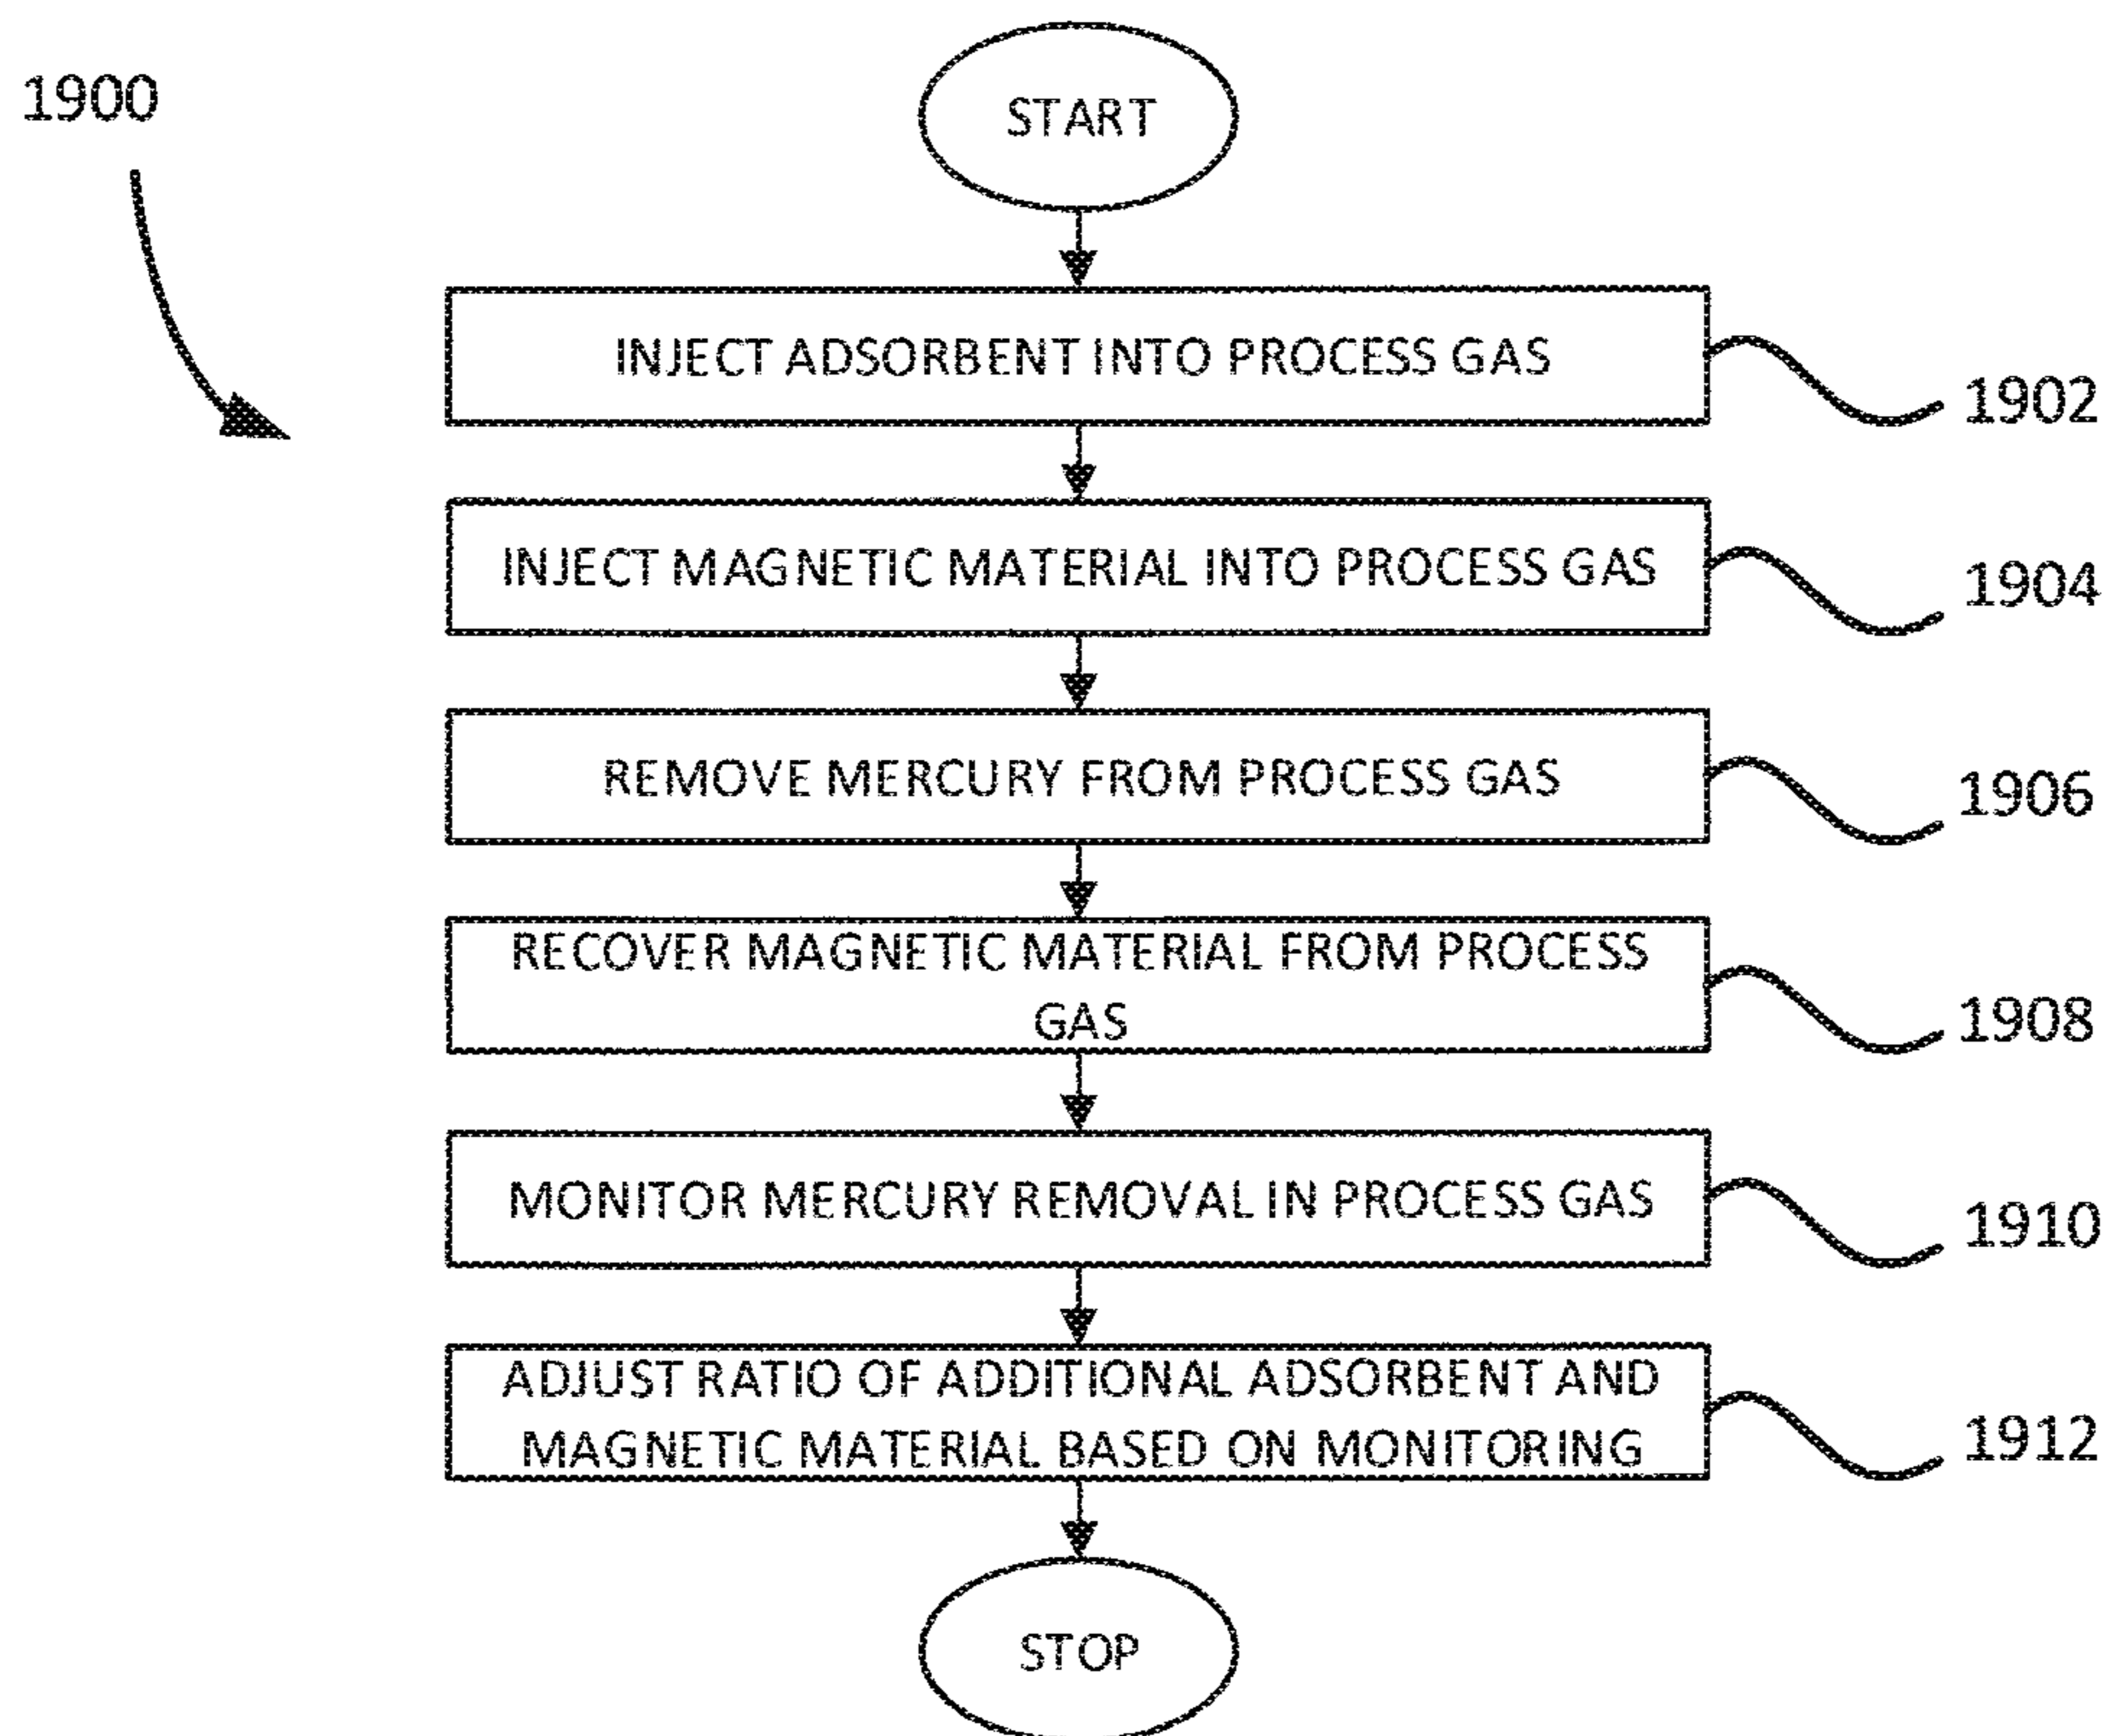 1900
START
INJECT ADSORBENT INTO PROCESS GAS
1902
INJECT MAGNETIC MATERIAL INTO PROCESS GAS
1904
REMOVE MERCURY FROM PROCESS GAS
1906
RECOVER MAGNETIC MATERIAL FROM PROCESS
GAS
1908
MONITOR MERCURY REMOVAL IN PROCESS GAS
1910
ADJUST RATIO OF ADDITIONAL ADSORBENT AND
MAGNETIC MATERIAL BASED ON MONITORING
1912
STOP